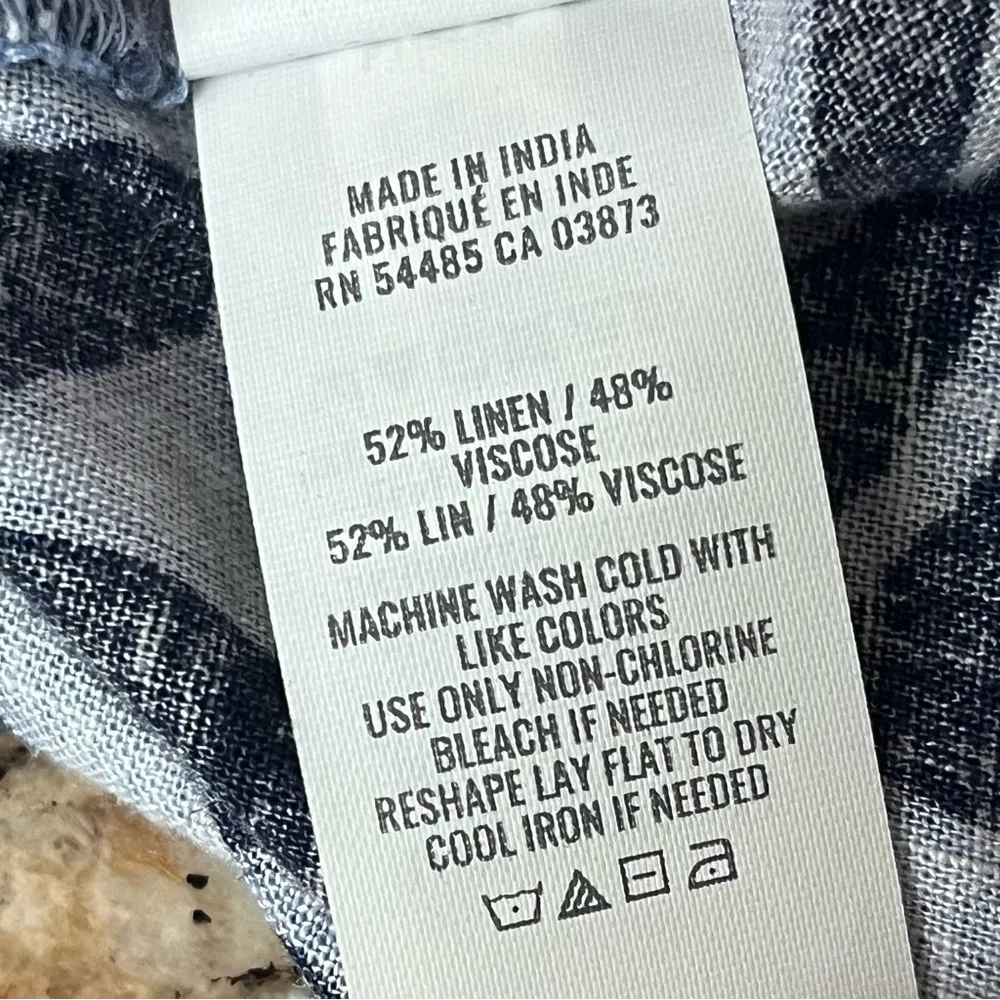 MADE IN INDIA
FABRIQUÉ EN INDE
RN 54485 CA 03873
52% LINEN / 48%
VISCOSE
52% LIN / 48% VISCOSE
MACHINE WASH COLD WITH
LIKE COLORS
USE ONLY NON-CHLORINE
BLEACH IF NEEDED
RESHAPE LAY FLAT TO DRY
COOL IRON IF NEEDED